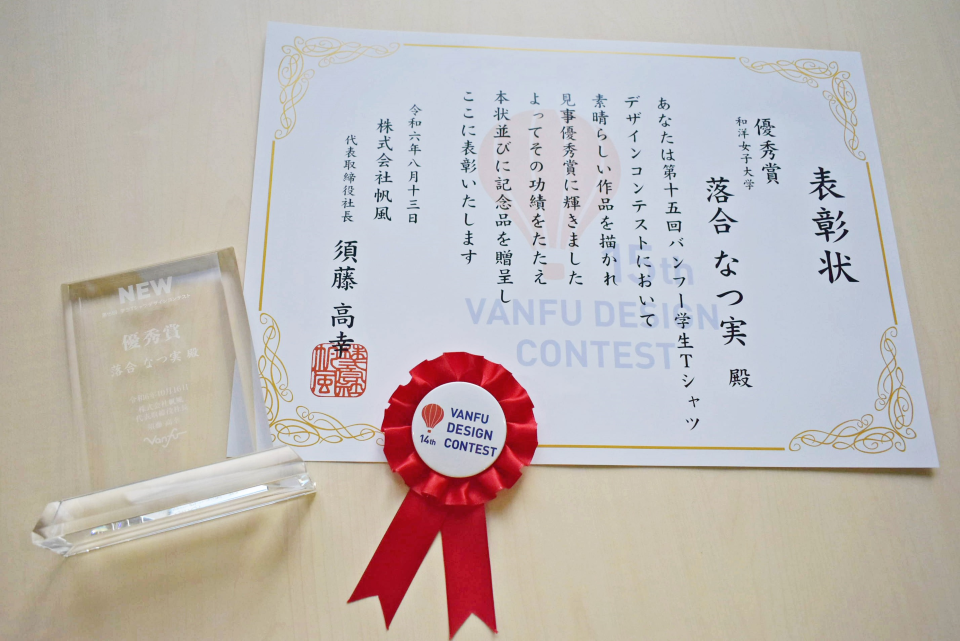 表彰状
優秀賞
和洋女子大学
落合 なつ実 殿
あなたは第十五回バンフー学生Tシャツ
デザインコンテストにおいて
素晴らしい作品を描かれ
見事優秀賞に輝きました
よってその功績をたたえ
本状並びに記念品を贈呈し
ここに表彰いたします
令和六年八月十三日
株式会社帆風
代表取締役社長 須藤 高幸
15th
VANFU DESIGN
CONTEST
NEW
優秀賞
落合 なつ実 殿
Vanfu
14th
VANFU
DESIGN
CONTEST